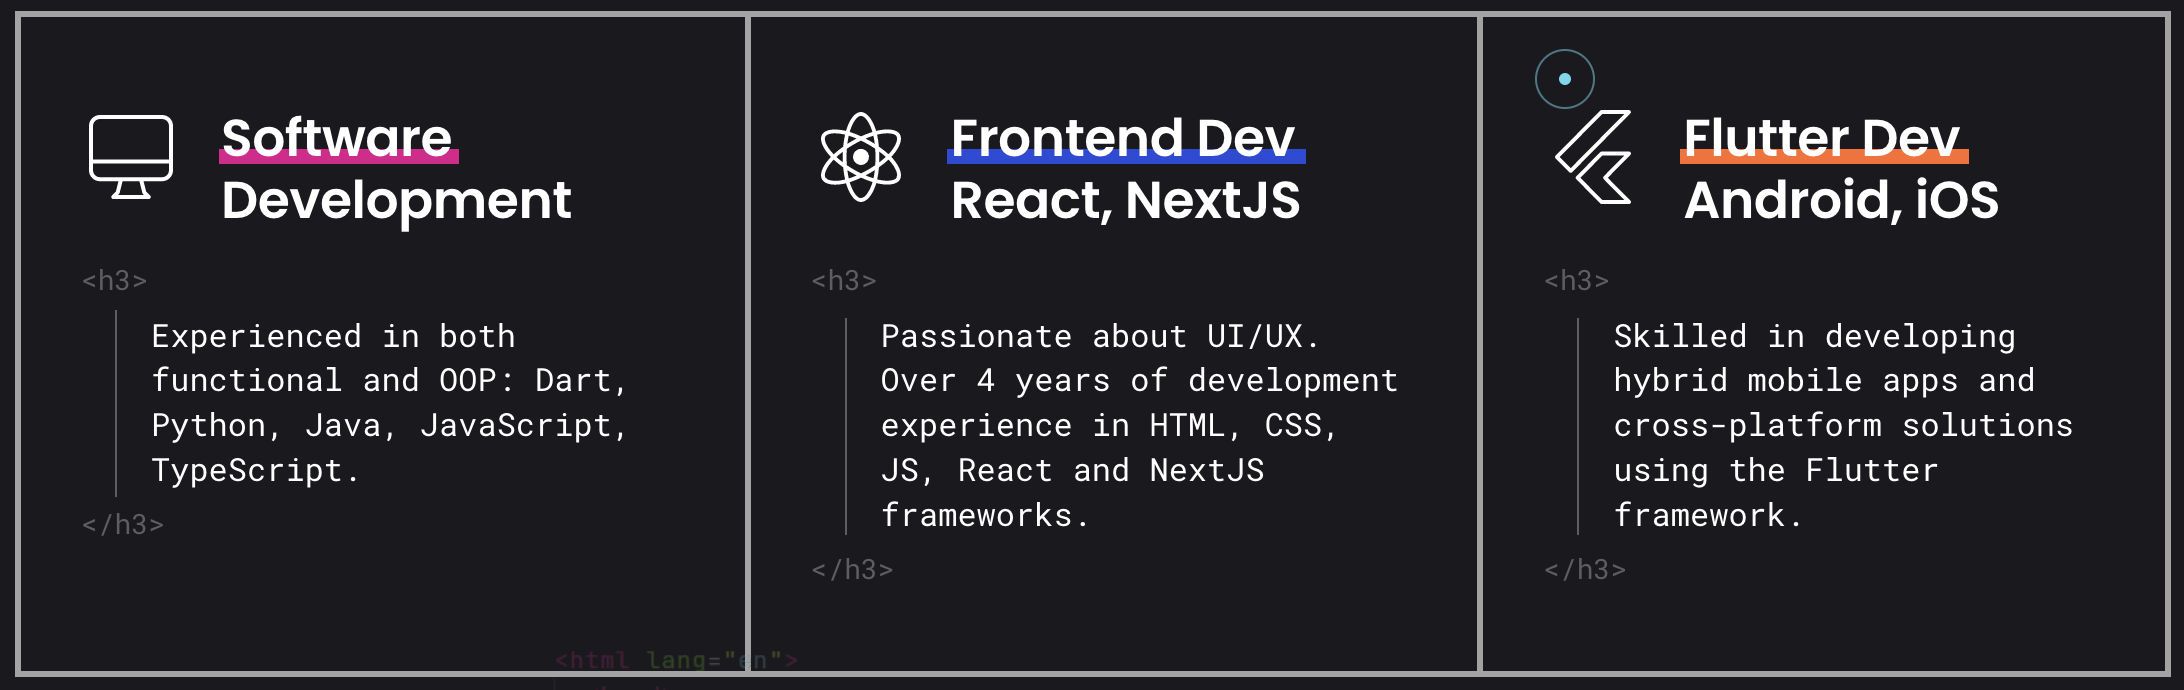 Software
Development
<h3>
Experienced in both
functional and OOP: Dart,
Python, Java, JavaScript,
TypeScript.
</h3>
Frontend Dev
React, NextJS
<h3>
Passionate about UI/UX.
Over 4 years of development
experience in HTML, CSS,
JS, React and NextJS
frameworks.
</h3>
Flutter Dev
Android, iOS
<h3>
Skilled in developing
hybrid mobile apps and
cross-platform solutions
using the Flutter
framework.
</h3>
<html lang="en">